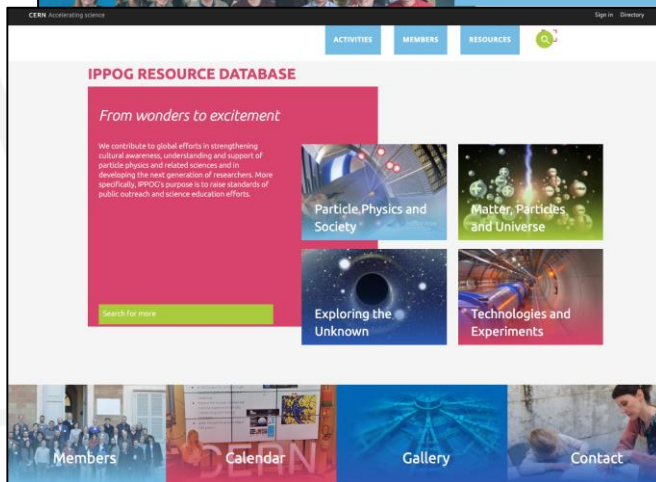 CERN Accelerating science
Sign in Directory
ACTIVITIES MEMBERS RESOURCES
IPPOG RESOURCE DATABASE
From wonders to excitement
We contribute to global efforts in strengthening
cultural awareness, understanding and support of
particle physics and related sciences and in
developing the next generation of researchers. More
specifically, IPPOG's purpose is to raise standards of
public outreach and science education efforts.
Search for more
Particle Physics and
Society
Matter, Particles
and Universe
Exploring the
Unknown
Technologies and
Experiments
Members
Calendar
CERN
Gallery
Contact